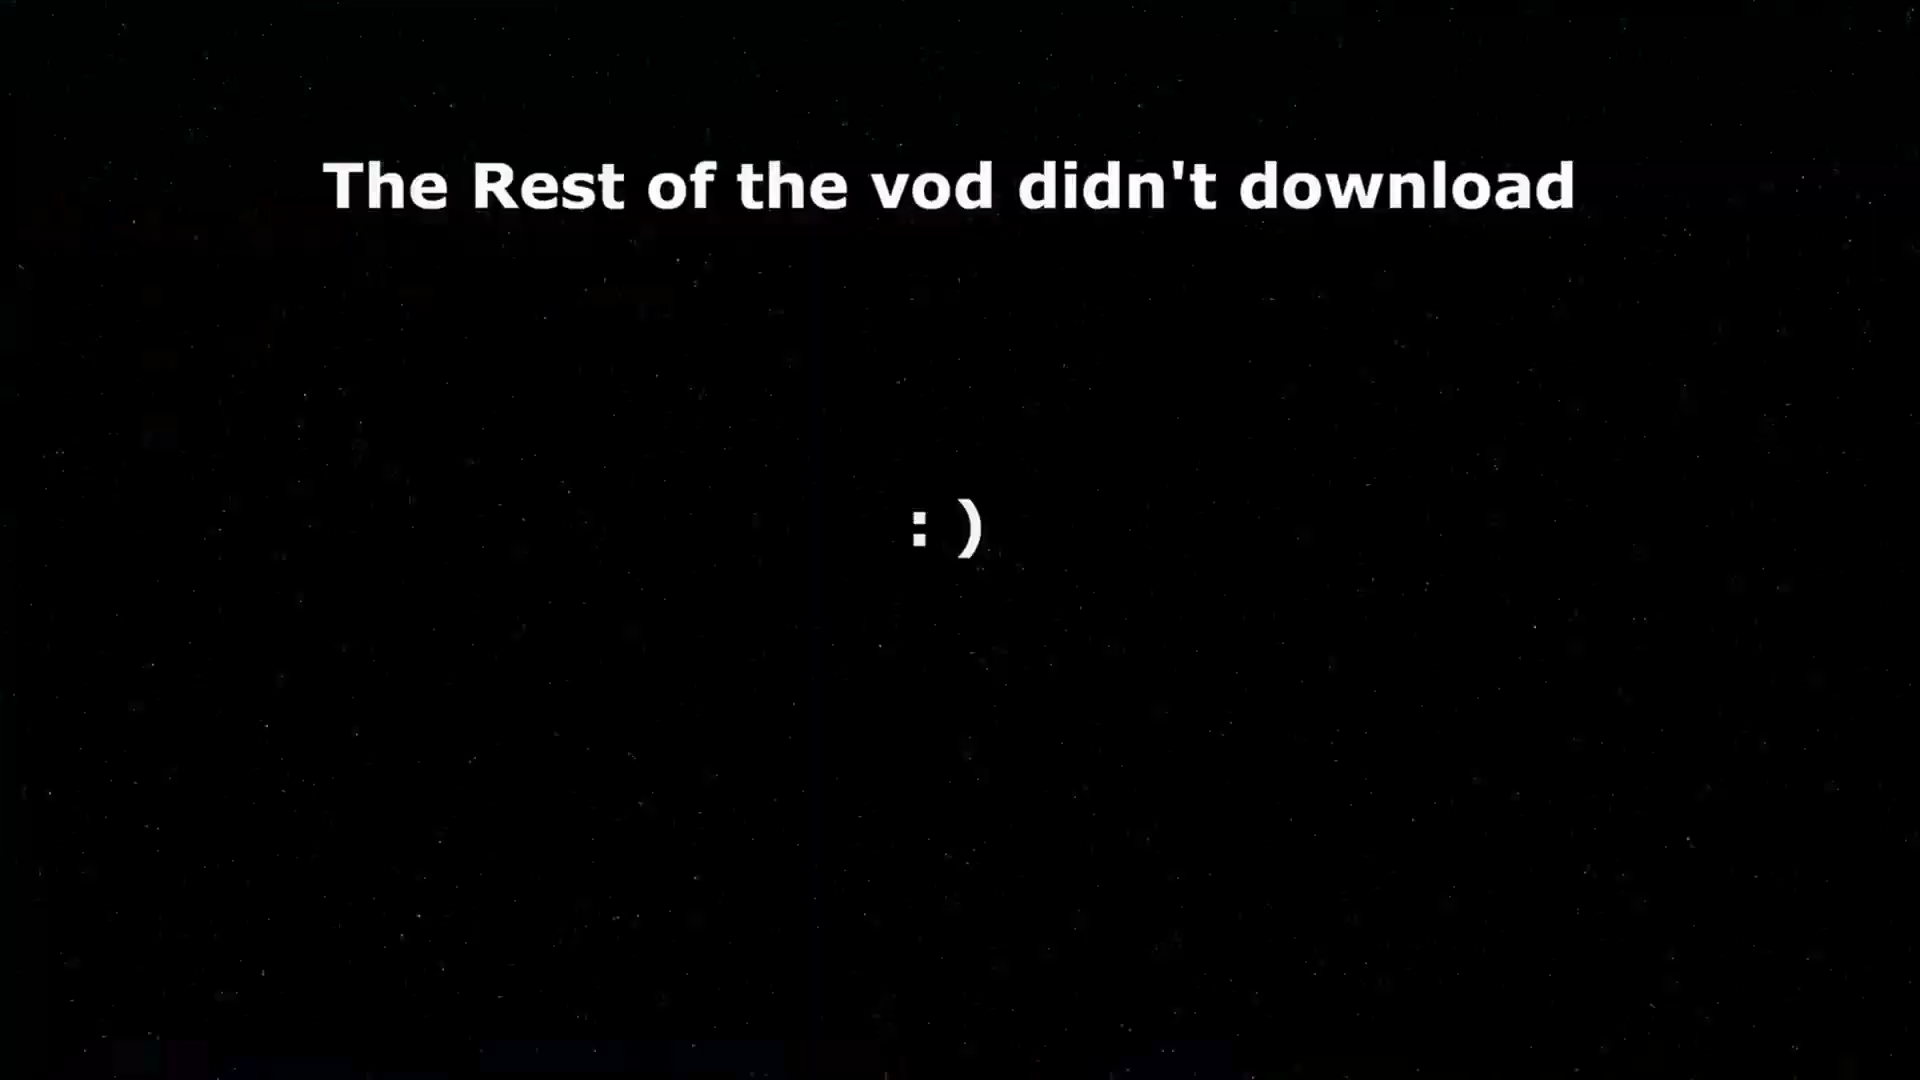 The Rest of the vod didn't download
: )